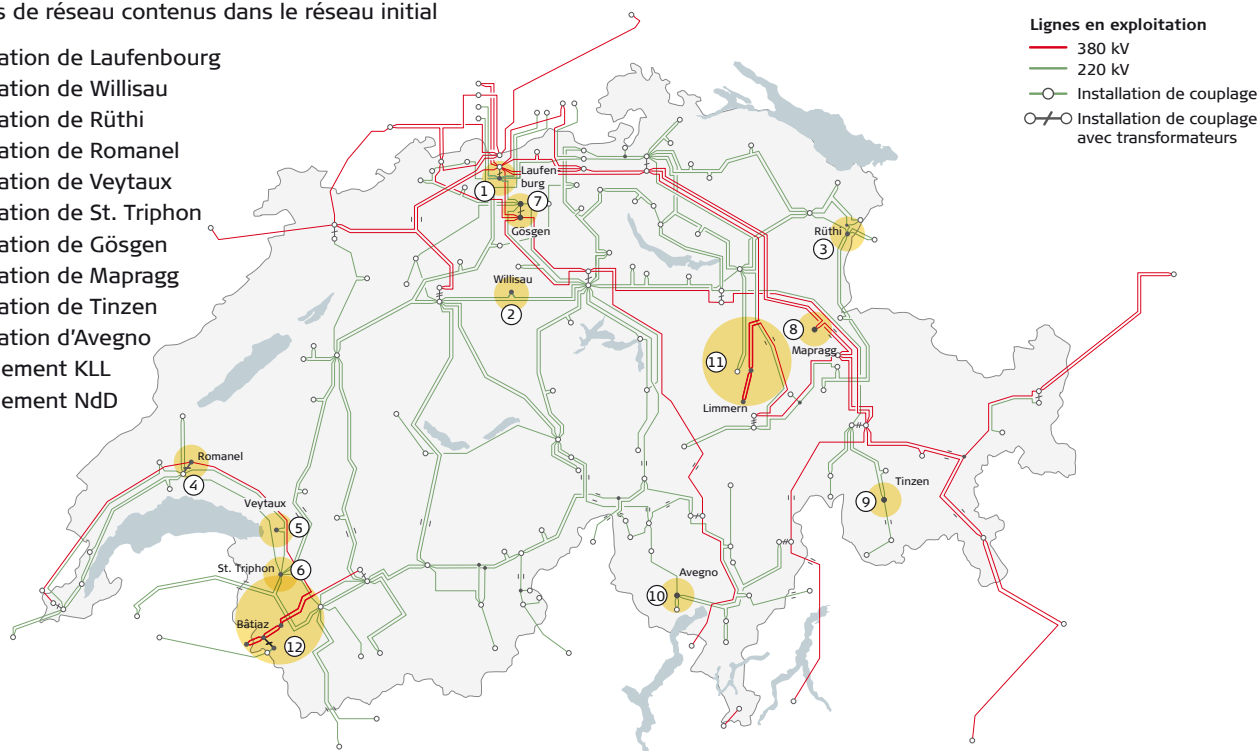 s de réseau contenus dans le réseau initial
ation de Laufenbourg
ation de Willisau
ation de Rüthi
ation de Romanel
ation de Veytaux
ation de St. Triphon
ation de Gösgen
ation de Mapragg
ation de Tinzen
ation d'Avegno
ement KLL
ement NdD
Lignes en exploitation
380 kV
220 kV
Installation de couplage
Installation de couplage
avec transformateurs
Laufen
burg
1
7
Gösgen
Rüthi
3
Willisau
2
8
Mapragg
11
Limmern
Romanel
4
Veytaux
5
Tinzen
9
St. Triphon
6
Avegno
10
Bâtiaz
12